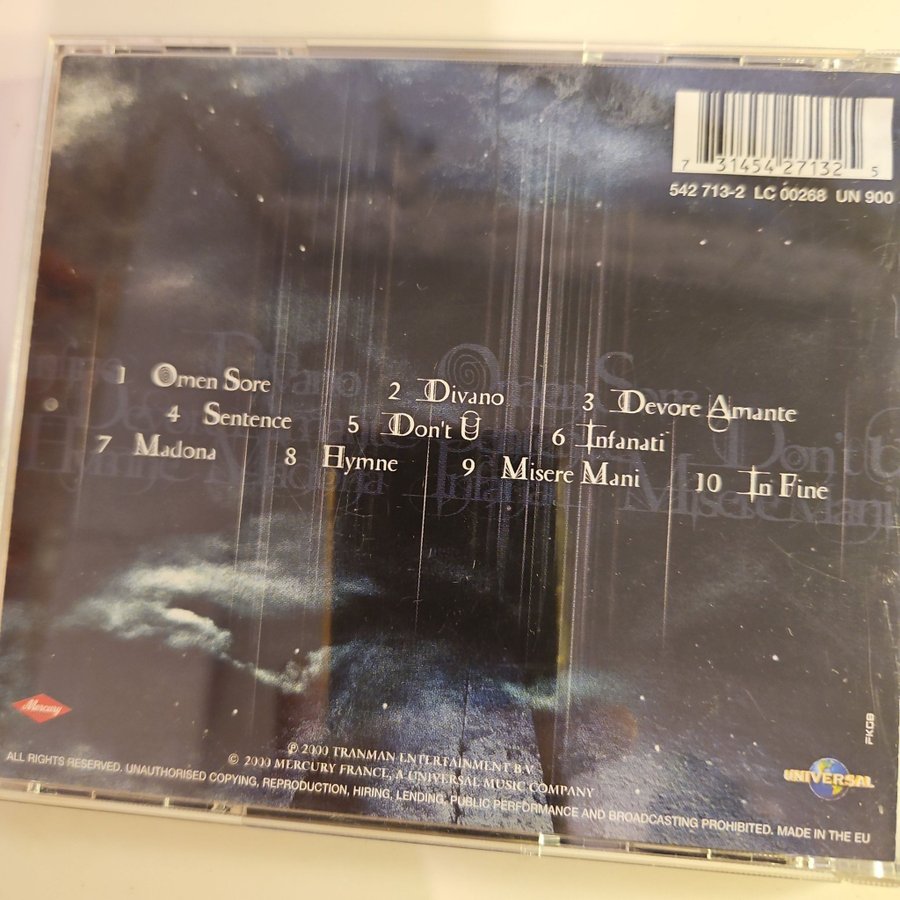 7 31454 27132 5
542 713-2 LC 00268 UN 900
1 Omen Sore 2 Divano 3 Devore Amante
4 Sentence 5 Don't U 6 Infanati
7 Madona 8 Hymne 9 Misere Mani 10 In Fine
Mercury
FKGB
℗ 2000 TRANMAN ENTERTAINMENT B.V.
© 2000 MERCURY FRANCE, A UNIVERSAL MUSIC COMPANY
ALL RIGHTS RESERVED. UNAUTHORISED COPYING, REPRODUCTION, HIRING, LENDING, PUBLIC PERFORMANCE AND BROADCASTING PROHIBITED. MADE IN THE EU
UNIVERSAL